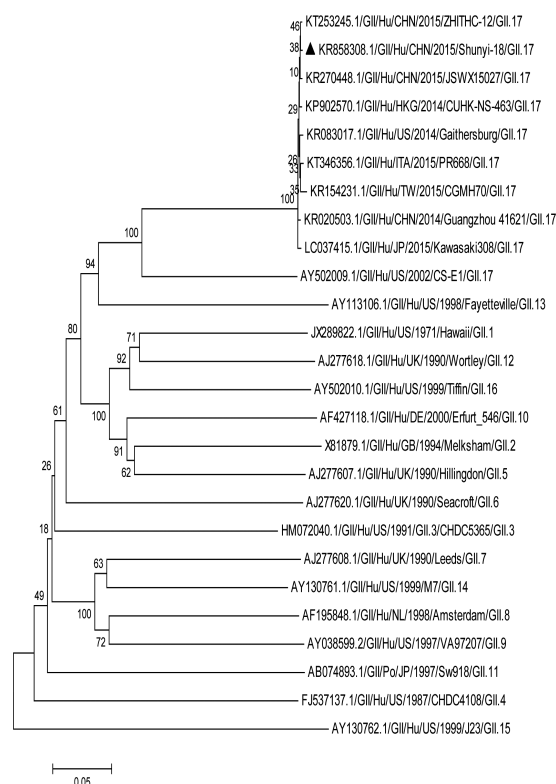 KT253245.1/GII/Hu/CHN/2015/ZHITHC-12/GII.17
46
KR858308.1/GII/Hu/CHN/2015/Shunyi-18/GII.17
38
KR270448.1/GII/Hu/CHN/2015/JSWX15027/GII.17
10
KP902570.1/GII/Hu/HKG/2014/CUHK-NS-463/GII.17
29
KR083017.1/GII/Hu/US/2014/Gaithersburg/GII.17
KT346356.1/GII/Hu/ITA/2015/PR668/GII.17
26
33
KR154231.1/GII/Hu/TW/2015/CGMH70/GII.17
35
100
KR020503.1/GII/Hu/CHN/2014/Guangzhou 41621/GII.17
LC037415.1/GII/Hu/JP/2015/Kawasaki308/GII.17
100
AY502009.1/GII/Hu/US/2002/CS-E1/GII.17
94
AY113106.1/GII/Hu/US/1998/Fayetteville/GII.13
80
JX289822.1/GII/Hu/US/1971/Hawaii/GII.1
71
AJ277618.1/GII/Hu/UK/1990/Wortley/GII.12
92
AY502010.1/GII/Hu/US/1999/Tiffin/GII.16
100
AF427118.1/GII/Hu/DE/2000/Erfurt_546/GII.10
61
X81879.1/GII/Hu/GB/1994/Melksham/GII.2
91
62
AJ277607.1/GII/Hu/UK/1990/Hillingdon/GII.5
26
AJ277620.1/GII/Hu/UK/1990/Seacroft/GII.6
HM072040.1/GII/Hu/US/1991/GII.3/CHDC5365/GII.3
18
AJ277608.1/GII/Hu/UK/1990/Leeds/GII.7
63
AY130761.1/GII/Hu/US/1999/M7/GII.14
49
100
AF195848.1/GII/Hu/NL/1998/Amsterdam/GII.8
72
AY038599.2/GII/Hu/US/1997/VA97207/GII.9
AB074893.1/GII/Po/JP/1997/Sw918/GII.11
FJ537137.1/GII/Hu/US/1987/CHDC4108/GII.4
AY130762.1/GII/Hu/US/1999/J23/GII.15
0.05